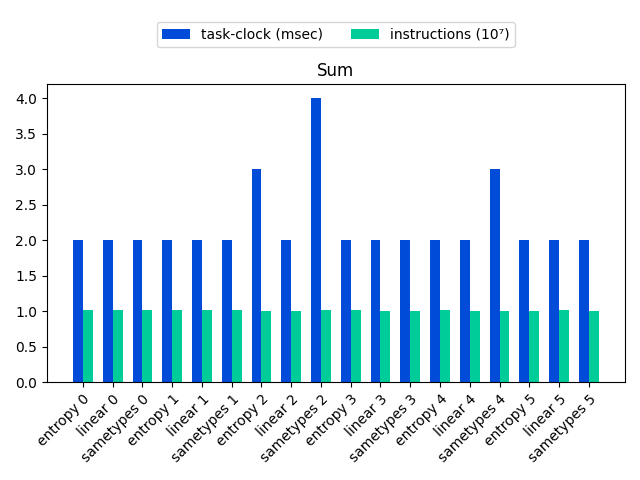 task-clock (msec)
instructions (10⁷)
Sum
4.0
3.5
3.0
2.5
2.0
1.5
1.0
0.5
0.0
entropy 0
linear 0
sametypes 0
entropy 1
linear 1
sametypes 1
entropy 2
linear 2
sametypes 2
entropy 3
linear 3
sametypes 3
entropy 4
linear 4
sametypes 4
entropy 5
linear 5
sametypes 5